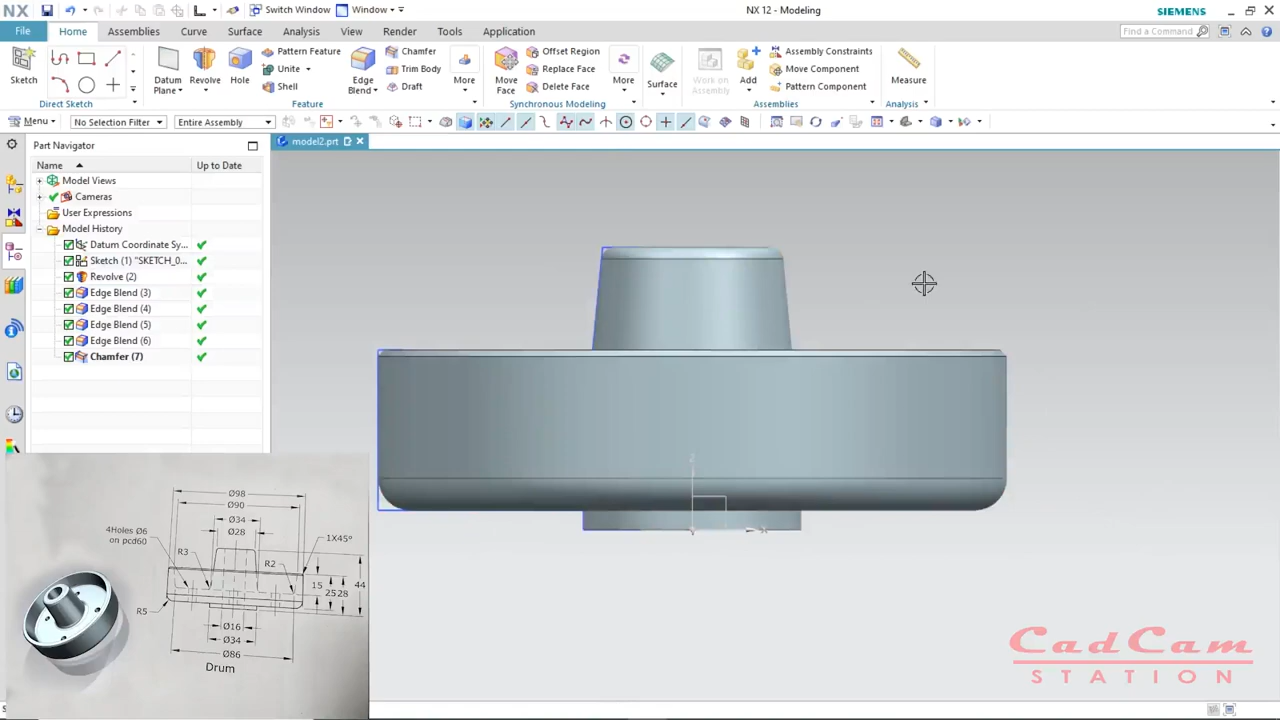 NX
Switch Window
Window
NX 12 - Modeling
SIEMENS
File
Home
Assemblies
Curve
Surface
Analysis
View
Render
Tools
Application
Find a Command
Sketch
Direct Sketch
Datum Plane
Revolve
Hole
Pattern Feature
Unite
Shell
Edge Blend
Chamfer
Trim Body
Draft
More
Feature
Move Face
Offset Region
Replace Face
Delete Face
More
Synchronous Modeling
Surface
Work on Assembly
Add
Assembly Constraints
Move Component
Pattern Component
Assemblies
Measure
Analysis
Menu
No Selection Filter
Entire Assembly
Part Navigator
model2.prt
Name
Up to Date
Model Views
Cameras
User Expressions
Model History
Datum Coordinate Sy...
Sketch (1) "SKETCH_0...
Revolve (2)
Edge Blend (3)
Edge Blend (4)
Edge Blend (5)
Edge Blend (6)
Chamfer (7)
Z
X
Ø98
Ø90
Ø34
Ø28
4Holes Ø6
on pcd60
1X45°
R3
R2
15
25
28
44
R5
Ø16
Ø34
Ø86
Drum
CadCam
STATION